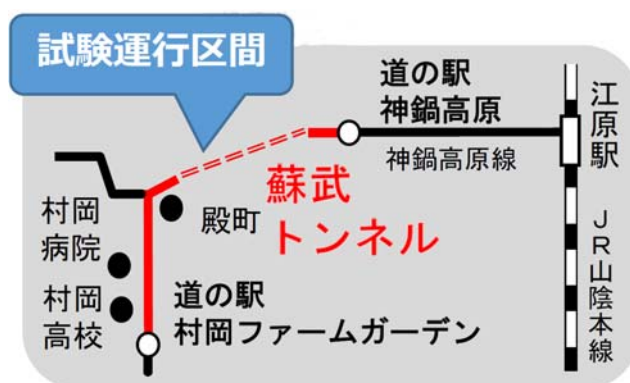 試験運行区間
道の駅
神鍋高原
神鍋高原線
江原駅
蘇武
トンネル
殿町
村岡
病院
村岡
高校
道の駅
村岡ファームガーデン
JR山陰本線